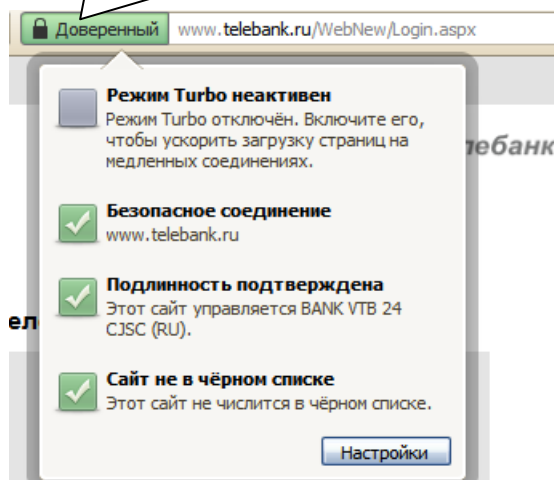 Доверенный www.telebank.ru/WebNew/Login.aspx
Режим Turbo неактивен
Режим Turbo отключён. Включите его,
чтобы ускорить загрузку страниц на
медленных соединениях.
лебанк
Безопасное соединение
www.telebank.ru
Подлинность подтверждена
Этот сайт управляется BANK VTB 24
CJSC (RU).
ел
Сайт не в чёрном списке
Этот сайт не числится в чёрном списке.
Настройки